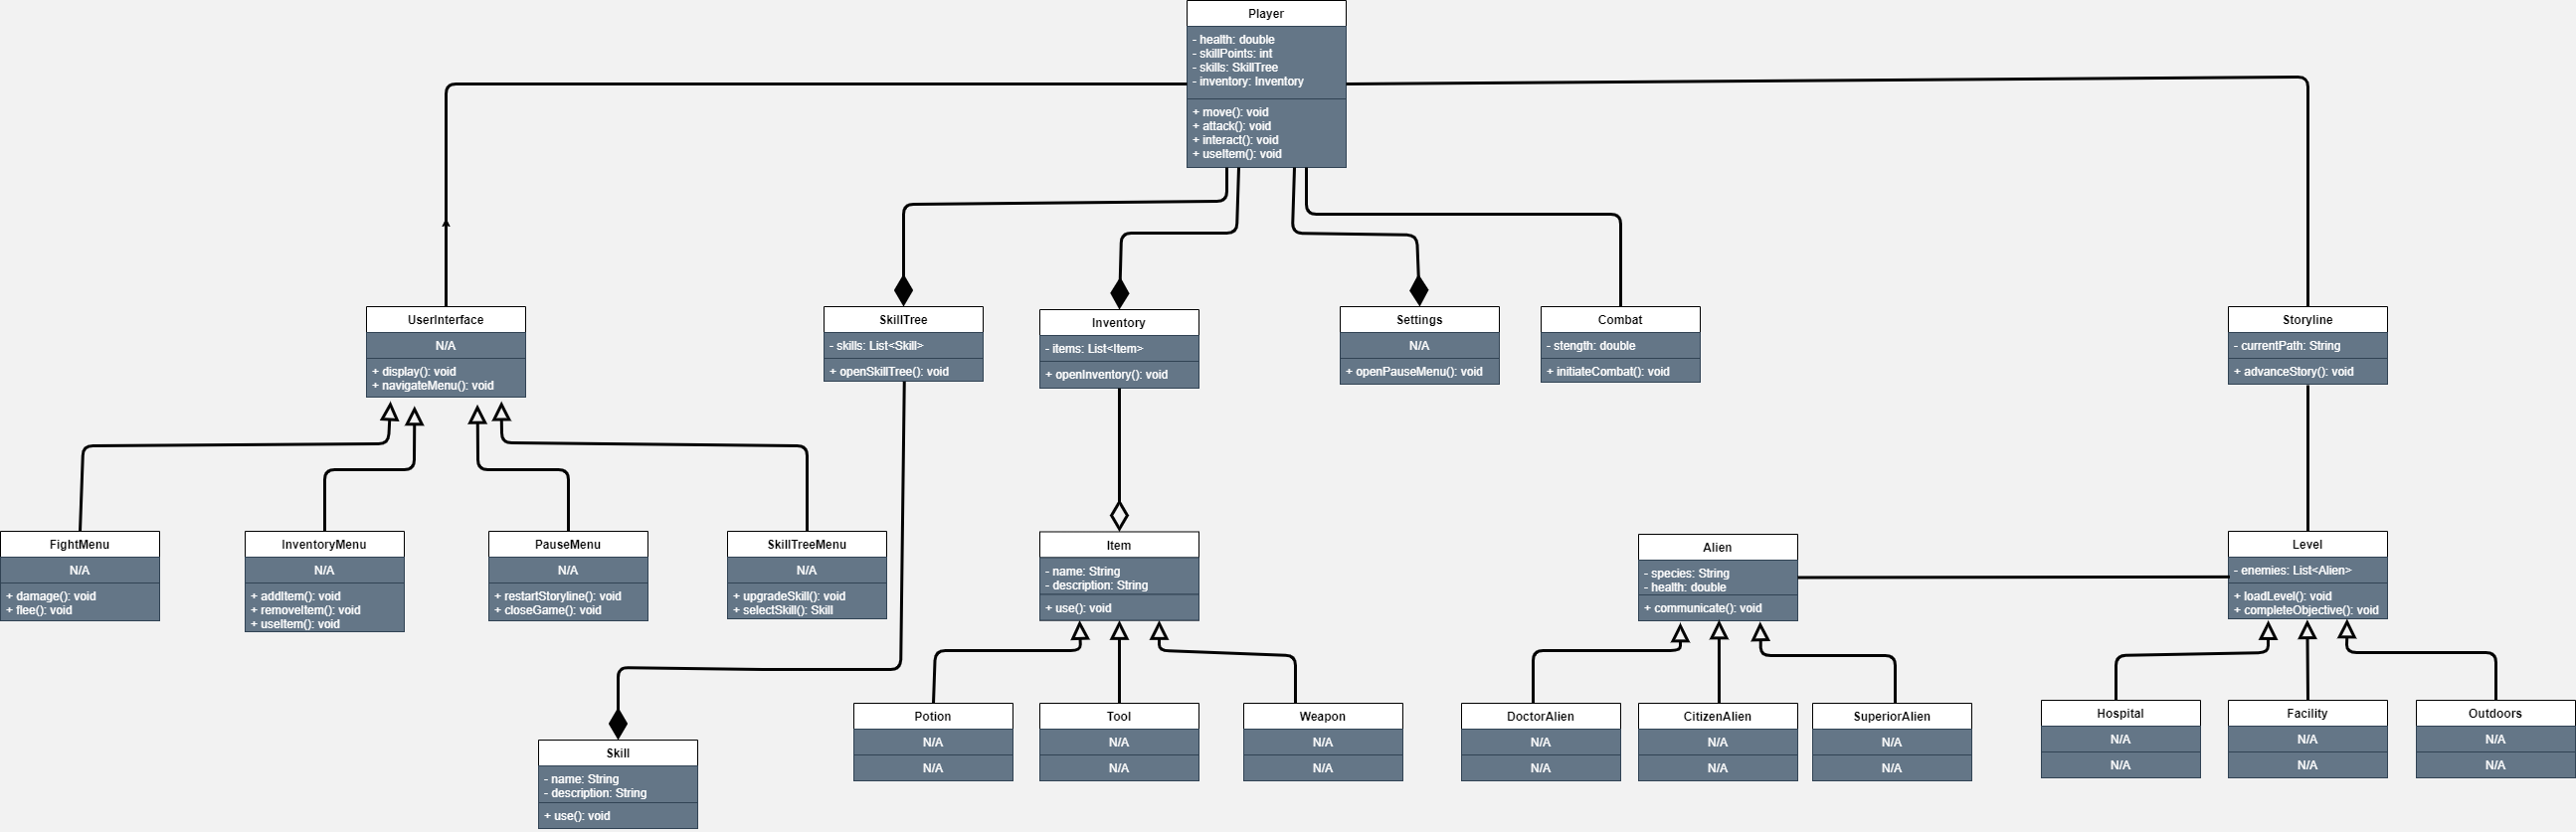 Player
- health: double
- skillPoints: int
- skills: SkillTree
- inventory: Inventory
+ move(): void
+ attack(): void
+ interact(): void
+ useItem(): void
UserInterface
N/A
+ display(): void
+ navigateMenu(): void
SkillTree
- skills: List<Skill>
+ openSkillTree(): void
Inventory
- items: List<Item>
+ openInventory(): void
Settings
N/A
+ openPauseMenu(): void
Combat
- stength: double
+ initiateCombat(): void
Storyline
- currentPath: String
+ advanceStory(): void
FightMenu
N/A
+ damage(): void
+ flee(): void
InventoryMenu
N/A
+ addItem(): void
+ removeItem(): void
+ useItem(): void
PauseMenu
N/A
+ restartStoryline(): void
+ closeGame(): void
SkillTreeMenu
N/A
+ upgradeSkill(): void
+ selectSkill(): Skill
Item
- name: String
- description: String
+ use(): void
Alien
- species: String
- health: double
+ communicate(): void
Level
- enemies: List<Alien>
+ loadLevel(): void
+ completeObjective(): void
Skill
- name: String
- description: String
+ use(): void
Potion
N/A
N/A
Tool
N/A
N/A
Weapon
N/A
N/A
DoctorAlien
N/A
N/A
CitizenAlien
N/A
N/A
SuperiorAlien
N/A
N/A
Hospital
N/A
N/A
Facility
N/A
N/A
Outdoors
N/A
N/A